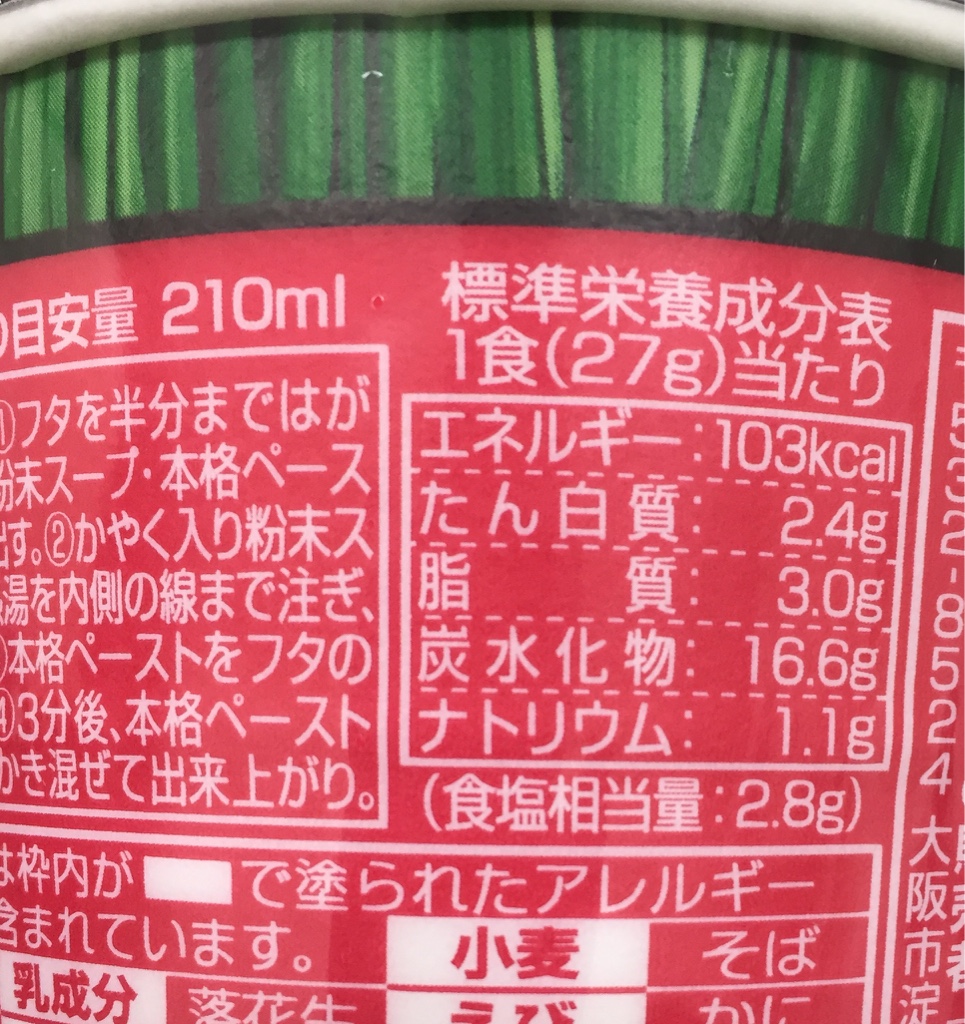 目安量 210ml
①フタを半分まではが
粉末スープ・本格ペース
出す。②かやく入り粉末ス
湯を内側の線まで注ぎ、
本格ペーストをフタの
④3分後、本格ペースト
かき混ぜて出来上がり。
標準栄養成分表
1食(27g)当たり
エネルギー:103kcal
たん白質: 2.4g
脂質: 3.0g
炭水化物: 16.6g
ナトリウム: 1.1g
(食塩相当量:2.8g)
は枠内が で塗られたアレルギー
含まれています。
小麦 そば
乳成分 落花生 えび かに
大阪市淀